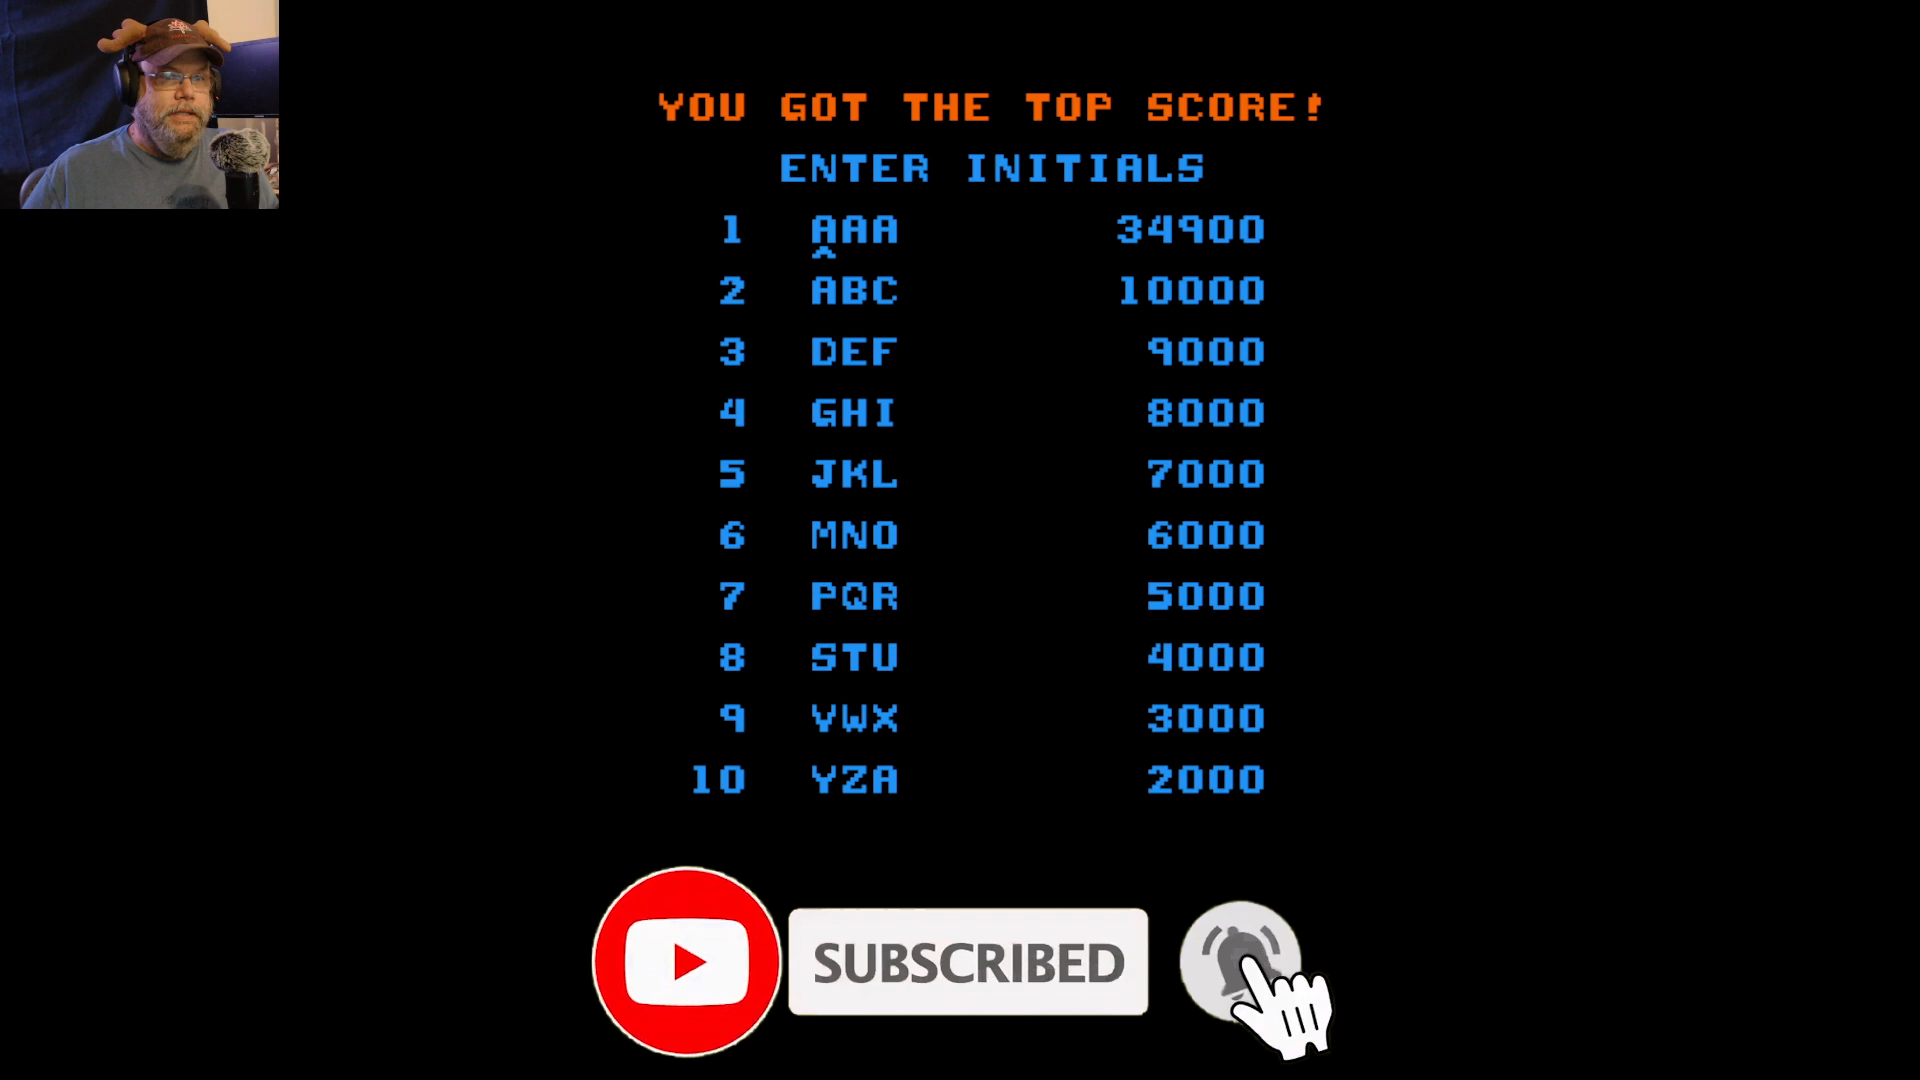 YOU GOT THE TOP SCORE!
ENTER INITIALS
1 AAA 34900
^
2 ABC 10000
3 DEF 9000
4 GHI 8000
5 JKL 7000
6 MNO 6000
7 PQR 5000
8 STU 4000
9 VWX 3000
10 YZA 2000
SUBSCRIBED